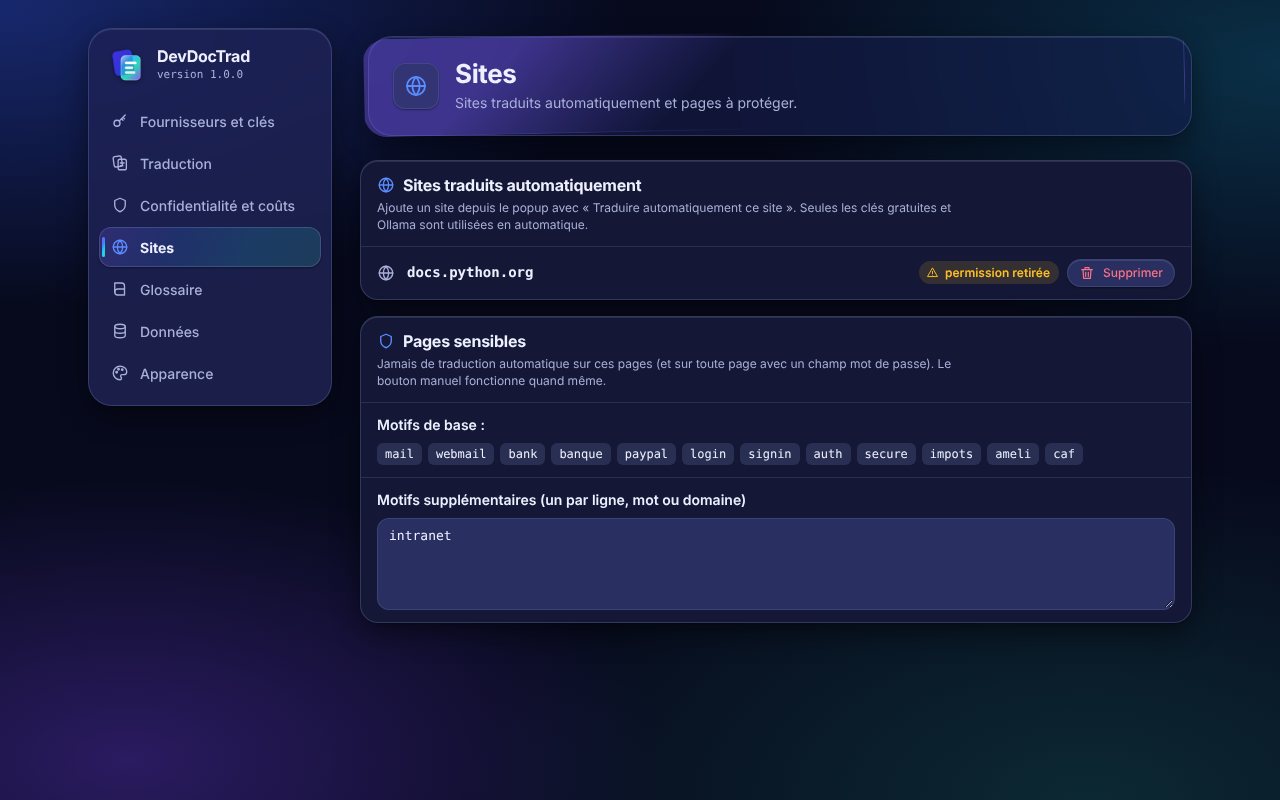 DevDocTrad
version 1.0.0
Fournisseurs et clés
Traduction
Confidentialité et coûts
Sites
Glossaire
Données
Apparence
Sites
Sites traduits automatiquement et pages à protéger.
Sites traduits automatiquement
Ajoute un site depuis le popup avec « Traduire automatiquement ce site ». Seules les clés gratuites et
Ollama sont utilisées en automatique.
docs.python.org
permission retirée
Supprimer
Pages sensibles
Jamais de traduction automatique sur ces pages (et sur toute page avec un champ mot de passe). Le
bouton manuel fonctionne quand même.
Motifs de base :
mail webmail bank banque paypal login signin auth secure impots ameli caf
Motifs supplémentaires (un par ligne, mot ou domaine)
intranet